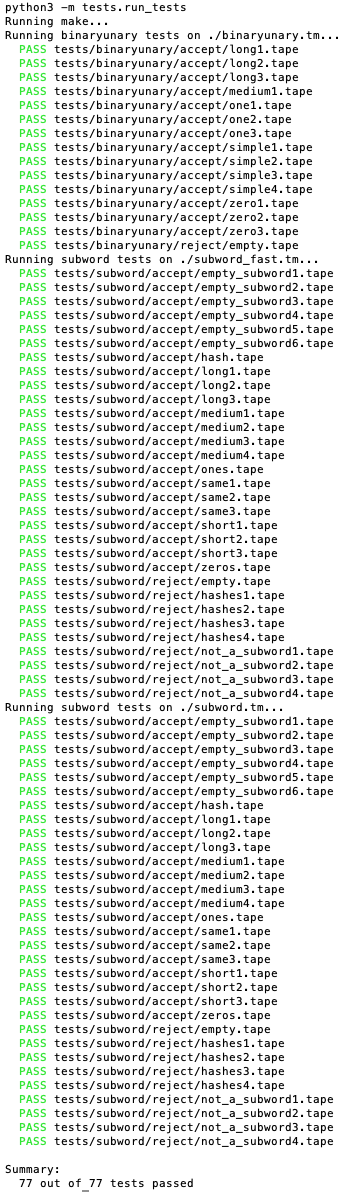 python3 -m tests.run_tests
Running make...
Running binaryunary tests on ./binaryunary.tm...
  PASS tests/binaryunary/accept/long1.tape
  PASS tests/binaryunary/accept/long2.tape
  PASS tests/binaryunary/accept/long3.tape
  PASS tests/binaryunary/accept/medium1.tape
  PASS tests/binaryunary/accept/one1.tape
  PASS tests/binaryunary/accept/one2.tape
  PASS tests/binaryunary/accept/one3.tape
  PASS tests/binaryunary/accept/simple1.tape
  PASS tests/binaryunary/accept/simple2.tape
  PASS tests/binaryunary/accept/simple3.tape
  PASS tests/binaryunary/accept/simple4.tape
  PASS tests/binaryunary/accept/zero1.tape
  PASS tests/binaryunary/accept/zero2.tape
  PASS tests/binaryunary/accept/zero3.tape
  PASS tests/binaryunary/reject/empty.tape
Running subword tests on ./subword_fast.tm...
  PASS tests/subword/accept/empty_subword1.tape
  PASS tests/subword/accept/empty_subword2.tape
  PASS tests/subword/accept/empty_subword3.tape
  PASS tests/subword/accept/empty_subword4.tape
  PASS tests/subword/accept/empty_subword5.tape
  PASS tests/subword/accept/empty_subword6.tape
  PASS tests/subword/accept/hash.tape
  PASS tests/subword/accept/long1.tape
  PASS tests/subword/accept/long2.tape
  PASS tests/subword/accept/long3.tape
  PASS tests/subword/accept/medium1.tape
  PASS tests/subword/accept/medium2.tape
  PASS tests/subword/accept/medium3.tape
  PASS tests/subword/accept/medium4.tape
  PASS tests/subword/accept/ones.tape
  PASS tests/subword/accept/same1.tape
  PASS tests/subword/accept/same2.tape
  PASS tests/subword/accept/same3.tape
  PASS tests/subword/accept/short1.tape
  PASS tests/subword/accept/short2.tape
  PASS tests/subword/accept/short3.tape
  PASS tests/subword/accept/zeros.tape
  PASS tests/subword/reject/empty.tape
  PASS tests/subword/reject/hashes1.tape
  PASS tests/subword/reject/hashes2.tape
  PASS tests/subword/reject/hashes3.tape
  PASS tests/subword/reject/hashes4.tape
  PASS tests/subword/reject/not_a_subword1.tape
  PASS tests/subword/reject/not_a_subword2.tape
  PASS tests/subword/reject/not_a_subword3.tape
  PASS tests/subword/reject/not_a_subword4.tape
Running subword tests on ./subword.tm...
  PASS tests/subword/accept/empty_subword1.tape
  PASS tests/subword/accept/empty_subword2.tape
  PASS tests/subword/accept/empty_subword3.tape
  PASS tests/subword/accept/empty_subword4.tape
  PASS tests/subword/accept/empty_subword5.tape
  PASS tests/subword/accept/empty_subword6.tape
  PASS tests/subword/accept/hash.tape
  PASS tests/subword/accept/long1.tape
  PASS tests/subword/accept/long2.tape
  PASS tests/subword/accept/long3.tape
  PASS tests/subword/accept/medium1.tape
  PASS tests/subword/accept/medium2.tape
  PASS tests/subword/accept/medium3.tape
  PASS tests/subword/accept/medium4.tape
  PASS tests/subword/accept/ones.tape
  PASS tests/subword/accept/same1.tape
  PASS tests/subword/accept/same2.tape
  PASS tests/subword/accept/same3.tape
  PASS tests/subword/accept/short1.tape
  PASS tests/subword/accept/short2.tape
  PASS tests/subword/accept/short3.tape
  PASS tests/subword/accept/zeros.tape
  PASS tests/subword/reject/empty.tape
  PASS tests/subword/reject/hashes1.tape
  PASS tests/subword/reject/hashes2.tape
  PASS tests/subword/reject/hashes3.tape
  PASS tests/subword/reject/hashes4.tape
  PASS tests/subword/reject/not_a_subword1.tape
  PASS tests/subword/reject/not_a_subword2.tape
  PASS tests/subword/reject/not_a_subword3.tape
  PASS tests/subword/reject/not_a_subword4.tape

Summary:
  77 out of 77 tests passed